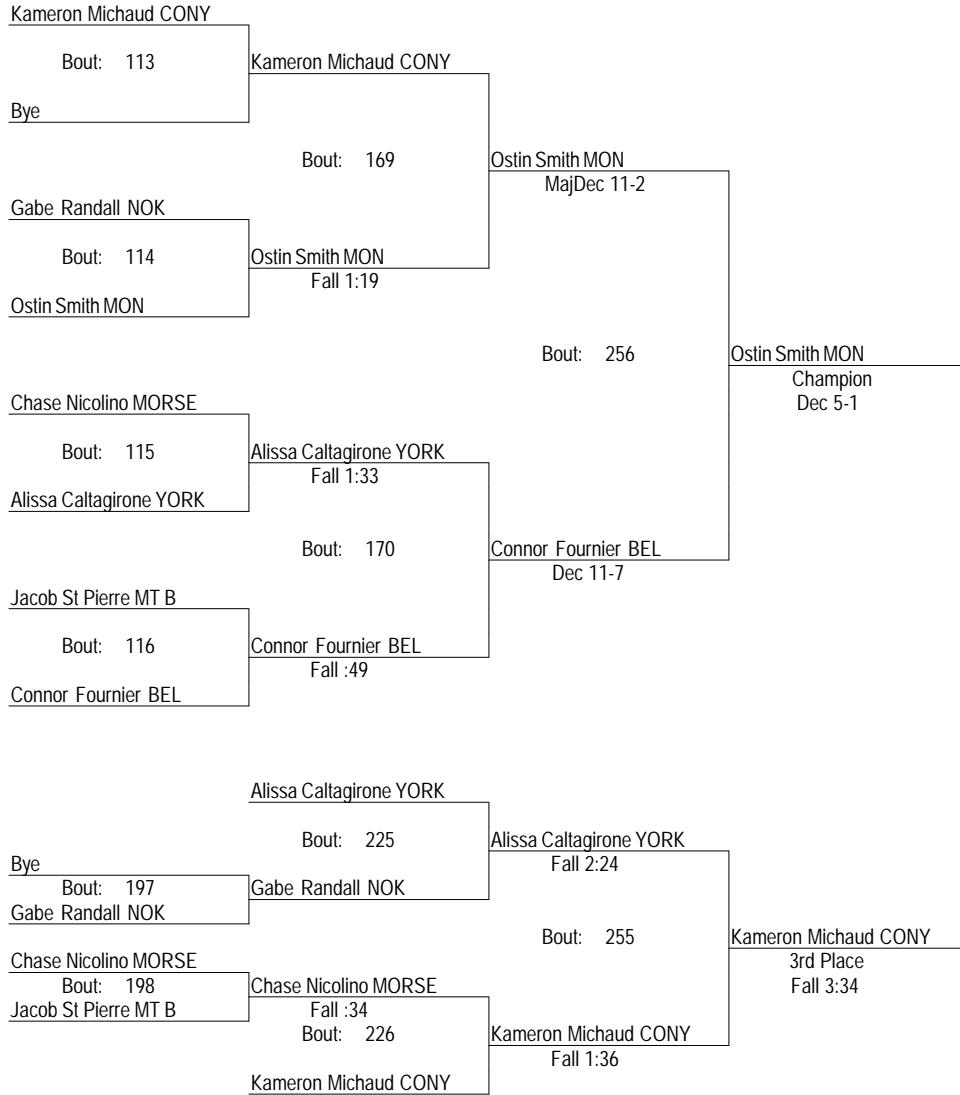 Kameron Michaud CONY
Bout: 113
Kameron Michaud CONY
Bye
Bout: 169
Ostin Smith MON
MajDec 11-2
Gabe Randall NOK
Bout: 114
Ostin Smith MON
Fall 1:19
Ostin Smith MON
Bout: 256
Ostin Smith MON
Champion
Dec 5-1
Chase Nicolino MORSE
Bout: 115
Alissa Caltagirone YORK
Fall 1:33
Alissa Caltagirone YORK
Bout: 170
Connor Fournier BEL
Dec 11-7
Jacob St Pierre MT B
Bout: 116
Connor Fournier BEL
Fall :49
Connor Fournier BEL
Alissa Caltagirone YORK
Bout: 225
Alissa Caltagirone YORK
Fall 2:24
Bye
Bout: 197
Gabe Randall NOK
Gabe Randall NOK
Bout: 255
Kameron Michaud CONY
3rd Place
Fall 3:34
Chase Nicolino MORSE
Bout: 198
Chase Nicolino MORSE
Jacob St Pierre MT B
Fall :34
Bout: 226
Kameron Michaud CONY
Fall 1:36
Kameron Michaud CONY